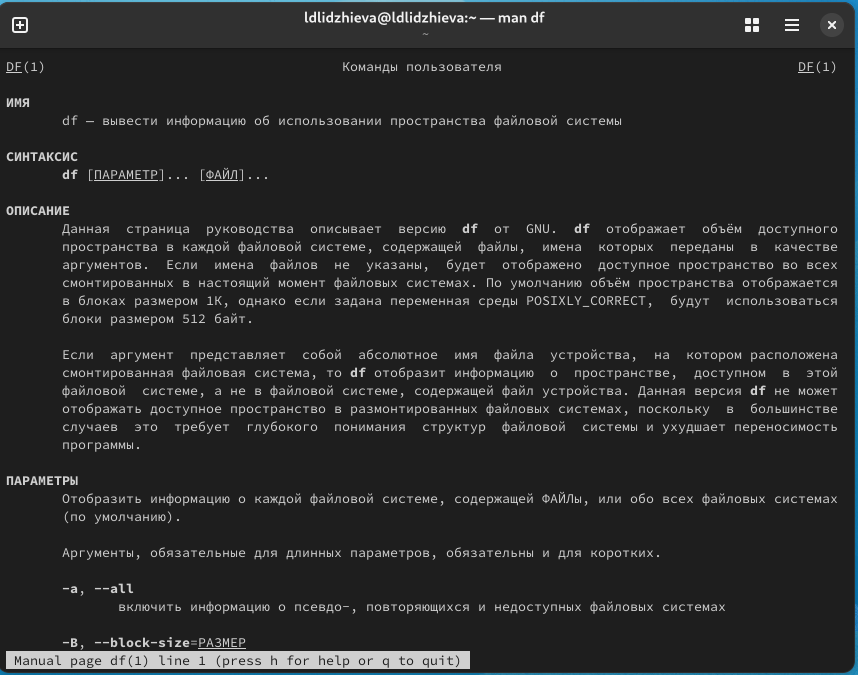 ldlidzhieva@ldlidzhieva:~ — man df
~
DF(1) Команды пользователя DF(1)
ИМЯ
df — вывести информацию об использовании пространства файловой системы
СИНТАКСИС
df [ПАРАМЕТР]... [ФАЙЛ]...
ОПИСАНИЕ
Данная страница руководства описывает версию df от GNU. df отображает объём доступного
пространства в каждой файловой системе, содержащей файлы, имена которых переданы в качестве
аргументов. Если имена файлов не указаны, будет отображено доступное пространство во всех
смонтированных в настоящий момент файловых системах. По умолчанию объём пространства отображается
в блоках размером 1K, однако если задана переменная среды POSIXLY_CORRECT, будут использоваться
блоки размером 512 байт.
Если аргумент представляет собой абсолютное имя файла устройства, на котором расположена
смонтированная файловая система, то df отобразит информацию о пространстве, доступном в этой
файловой системе, а не в файловой системе, содержащей файл устройства. Данная версия df не может
отображать доступное пространство в размонтированных файловых системах, поскольку в большинстве
случаев это требует глубокого понимания структур файловой системы и ухудшает переносимость
программы.
ПАРАМЕТРЫ
Отобразить информацию о каждой файловой системе, содержащей ФАЙЛы, или обо всех файловых системах
(по умолчанию).
Аргументы, обязательные для длинных параметров, обязательны и для коротких.
-a, --all
включить информацию о псевдо-, повторяющихся и недоступных файловых системах
-B, --block-size=РАЗМЕР
Manual page df(1) line 1 (press h for help or q to quit)